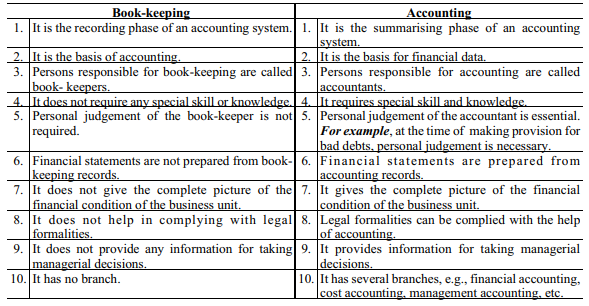 Book-keeping
Accounting
1. It is the recording phase of an accounting system.
1. It is the summarising phase of an accounting
system.
2. It is the basis of accounting.
2. It is the basis for financial data.
3. Persons responsible for book-keeping are called
book- keepers.
3. Persons responsible for accounting are called
accountants.
4. It does not require any special skill or knowledge.
4. It requires special skill and knowledge.
5. Personal judgement of the book-keeper is not
required.
5. Personal judgement of the accountant is essential.
For example, at the time of making provision for
bad debts, personal judgement is necessary.
6. Financial statements are not prepared from book-
keeping records.
6. Financial statements are prepared from
accounting records.
7. It does not give the complete picture of the
financial condition of the business unit.
7. It gives the complete picture of the financial
condition of the business unit.
8. It does not help in complying with legal
formalities.
8. Legal formalities can be complied with the help
of accounting.
9. It does not provide any information for taking
managerial decisions.
9. It provides information for taking managerial
decisions.
10. It has no branch.
10. It has several branches, e.g., financial accounting,
cost accounting, management accounting, etc.